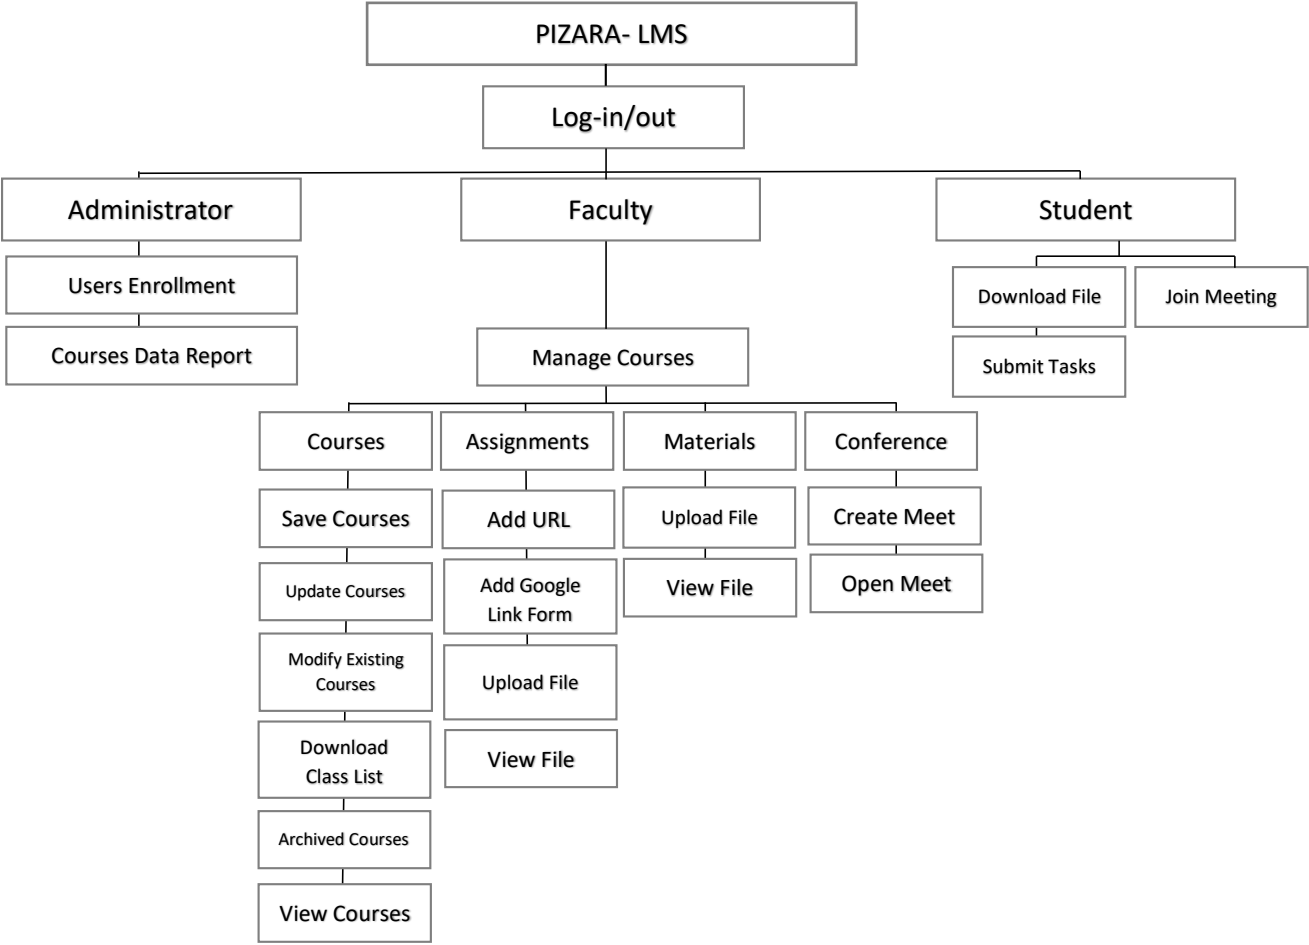 PIZARA- LMS
Log-in/out
Administrator
Faculty
Student
Users Enrollment
Courses Data Report
Manage Courses
Download File
Join Meeting
Submit Tasks
Courses
Assignments
Materials
Conference
Save Courses
Update Courses
Modify Existing
Courses
Download
Class List
Archived Courses
View Courses
Add URL
Add Google
Link Form
Upload File
View File
Upload File
View File
Create Meet
Open Meet